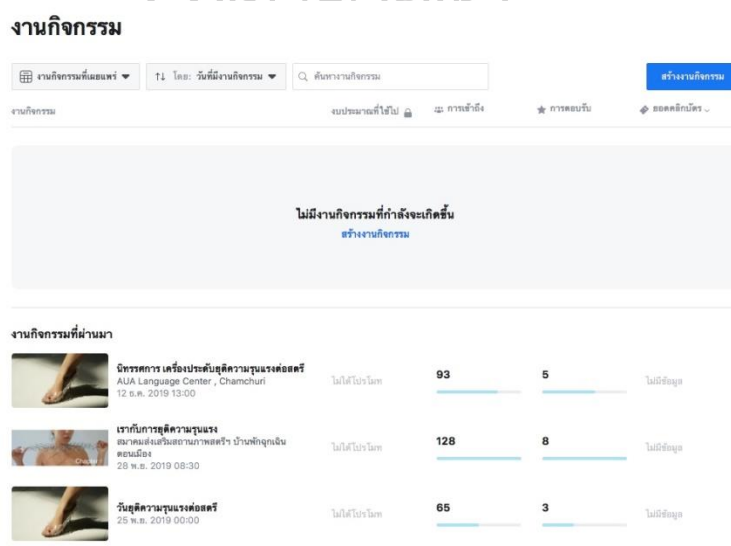 งานกิจกรรม
งานกิจกรรมที่เผยแพร่
โดย: วันที่มีงานกิจกรรม
ค้นหางานกิจกรรม
สร้างงานกิจกรรม
งานกิจกรรม
งบประมาณที่ใช้ไป
การเข้าถึง
การตอบรับ
ยอดคลิกบัตร
ไม่มีงานกิจกรรมที่กำลังจะเกิดขึ้น
สร้างงานกิจกรรม
งานกิจกรรมที่ผ่านมา
นิทรรศการ เครื่องประดับยุติความรุนแรงต่อสตรี
AUA Language Center , Chamchuri
12 ธ.ค. 2019 13:00
ไม่ได้โปรโมท
93
5
ไม่มีข้อมูล
เรากับการยุติความรุนแรง
สมาคมส่งเสริมสถานภาพสตรีฯ บ้านพักฉุกเฉิน
ดอนเมือง
28 พ.ย. 2019 08:30
ไม่ได้โปรโมท
128
8
ไม่มีข้อมูล
วันยุติความรุนแรงต่อสตรี
25 พ.ย. 2019 00:00
ไม่ได้โปรโมท
65
3
ไม่มีข้อมูล